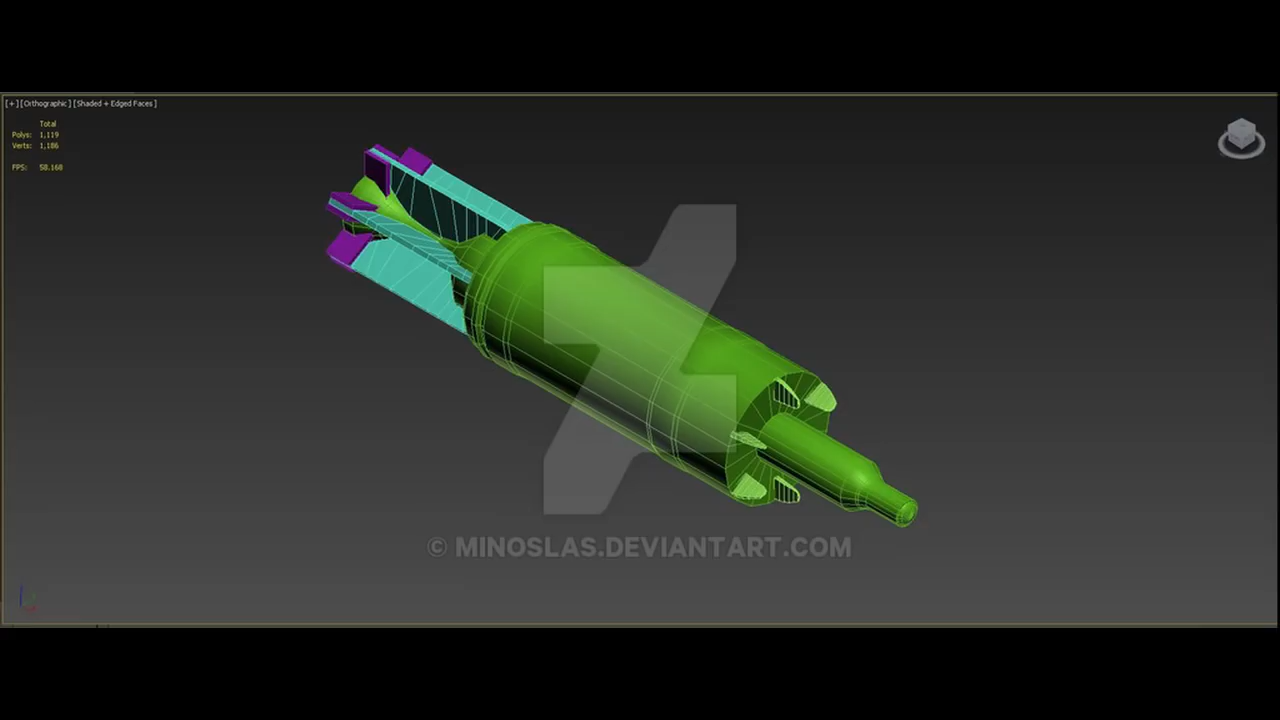 [+][Orthographic][Shaded + Edged Faces]
Total
Polys: 1,119
Verts: 1,186
FPS: 58.168
© MINOSLAS.DEVIANTART.COM